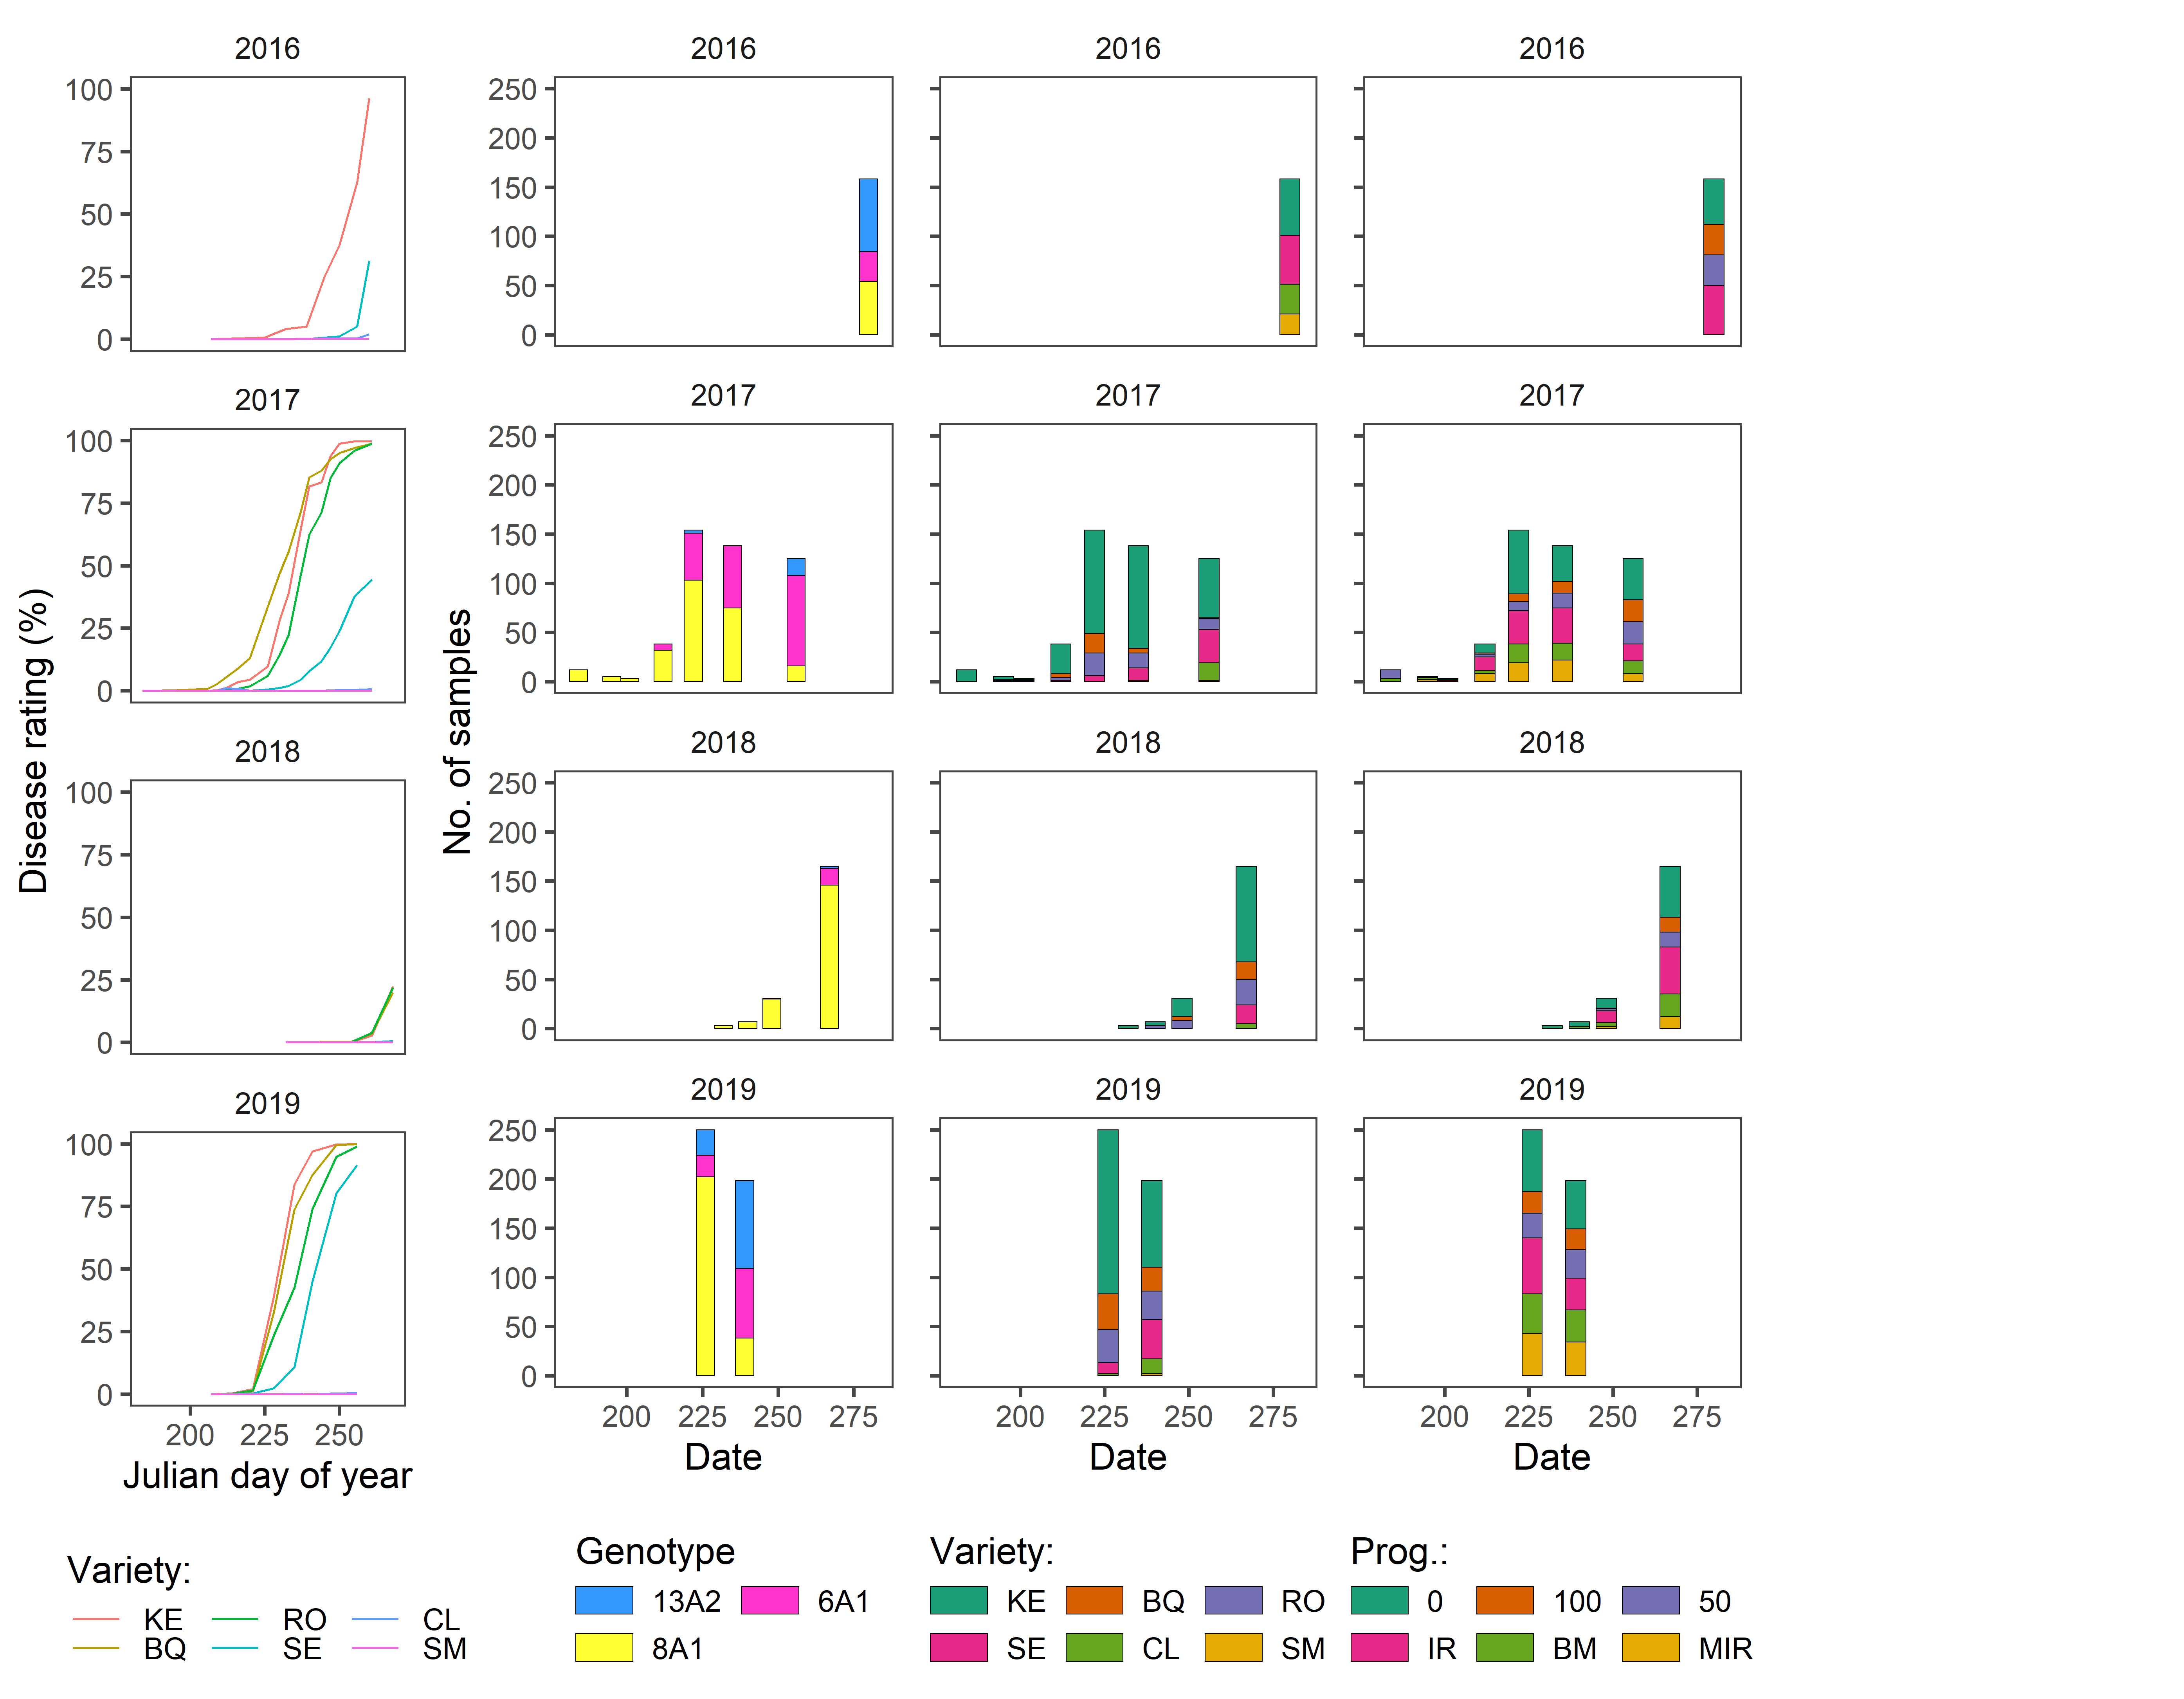 2016 2016 2016 2016
100
75
50
25
0
250
200
150
100
50
0
2017 2017 2017 2017
100
75
50
25
0
250
200
150
100
50
0
2018 2018 2018 2018
100
75
50
25
0
250
200
150
100
50
0
2019 2019 2019 2019
100
75
50
25
0
250
200
150
100
50
0
Disease rating (%)
No. of samples
200 225 250
200 225 250 275
200 225 250 275
200 225 250 275
Julian day of year
Date Date Date
Variety:
KE RO CL
BQ SE SM
Genotype
13A2 6A1
8A1
Variety:
KE BQ RO
SE CL SM
Prog.:
0 100 50
IR BM MIR